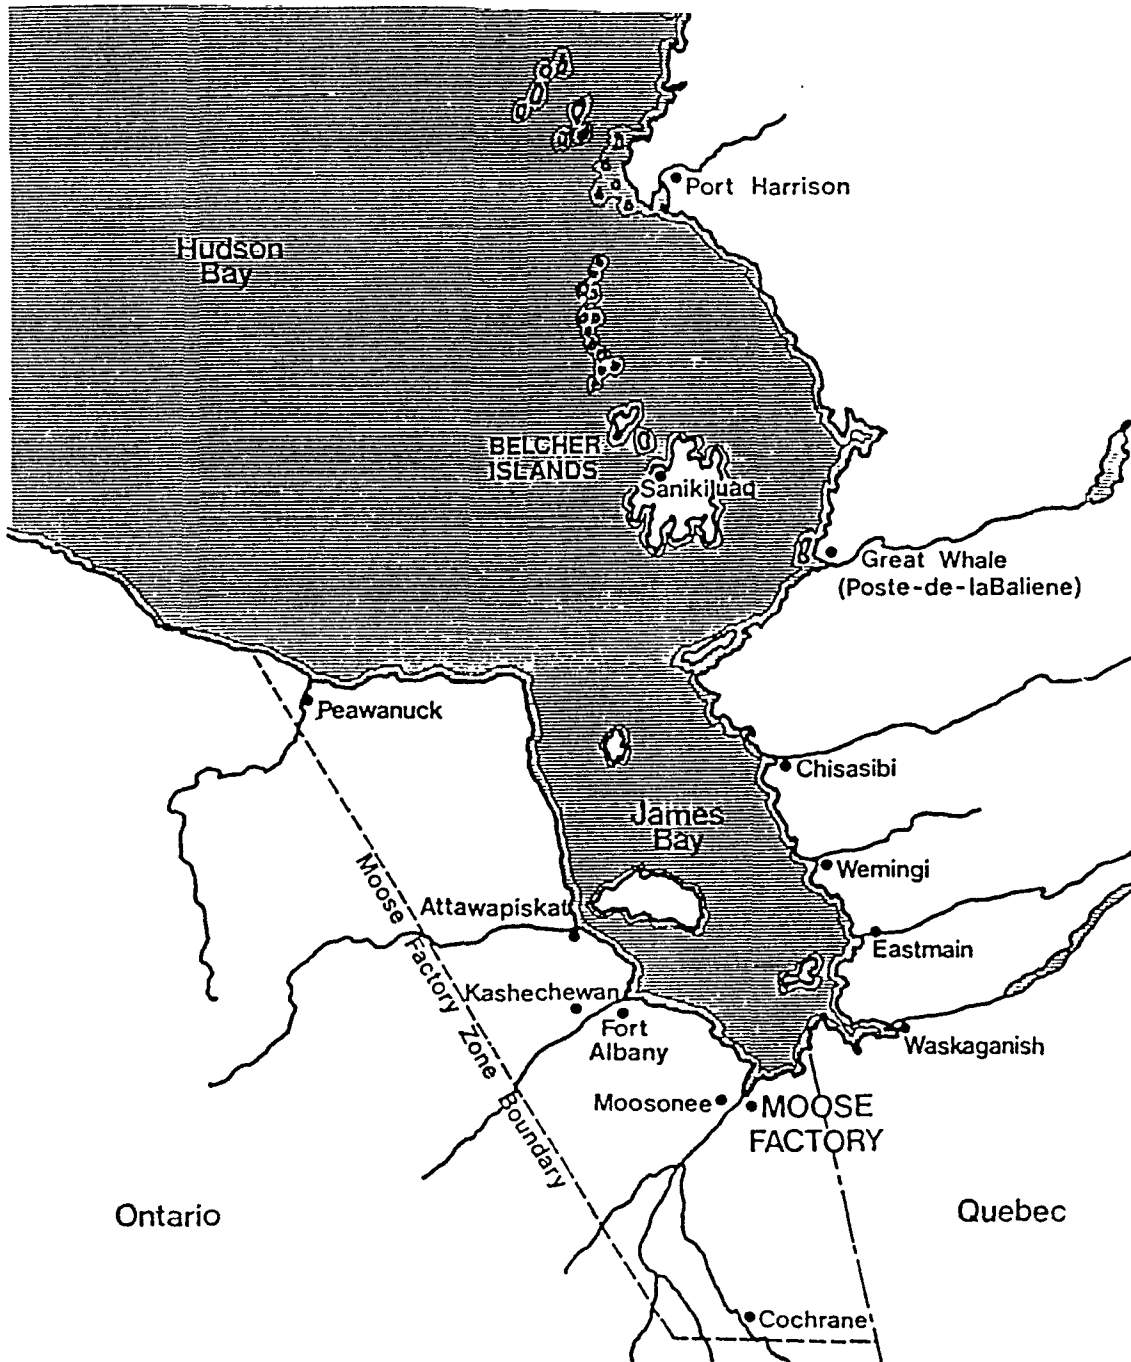 Port Harrison
Hudson
Bay
BELCHER
ISLANDS
Sanikiluaq
Great Whale
(Poste-de-laBaliene)
Peawanuck
Chisasibi
James
Bay
Wemingi
Moose Factory Zone Boundary
Attawapiskat
Eastmain
Kashechewan
Fort
Albany
Waskaganish
Moosonee
MOOSE
FACTORY
Ontario
Quebec
Cochrane